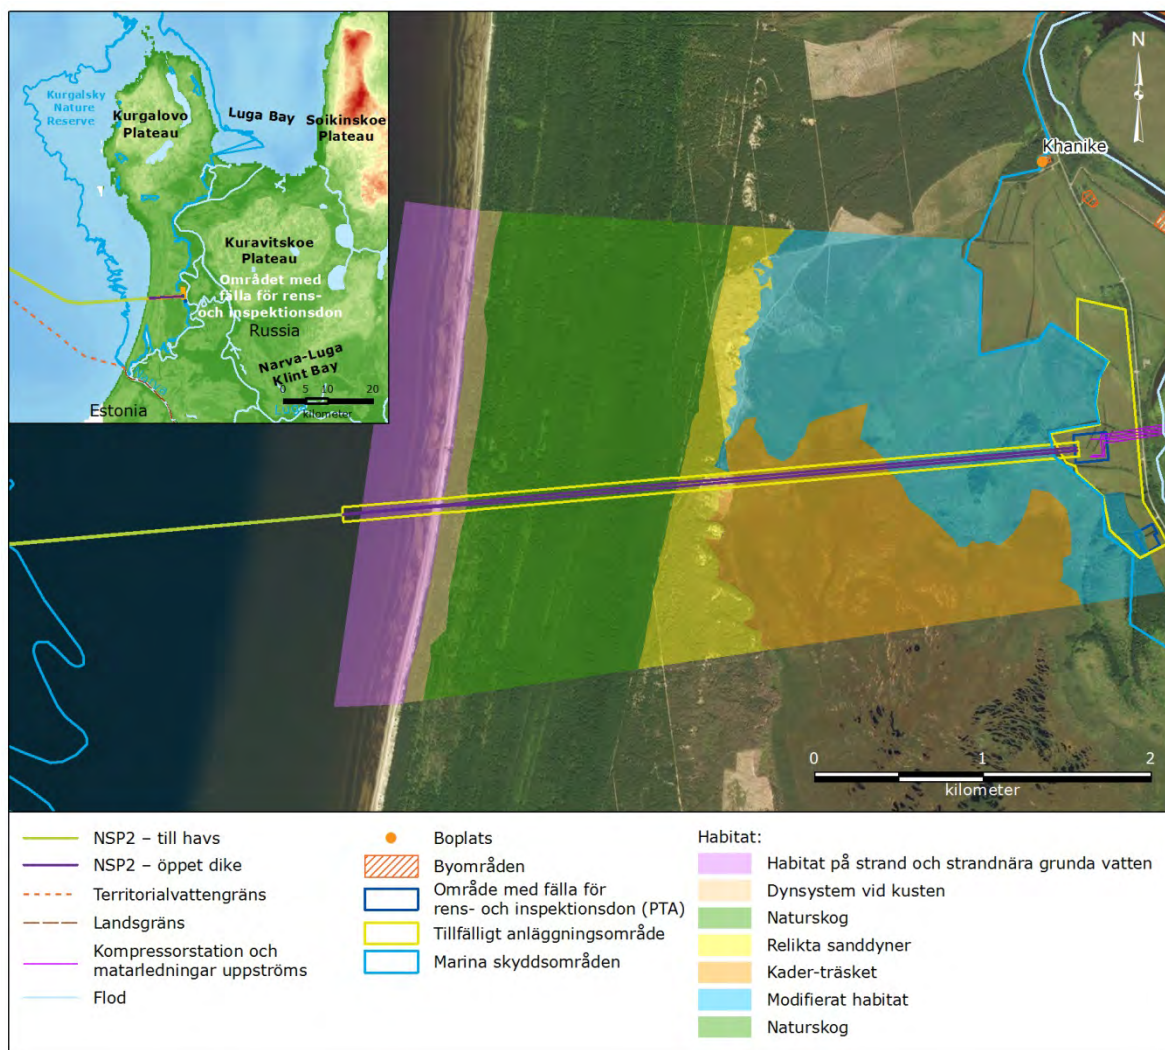 Kurgalsky
Nature
Reserve
Kurgalovo
Plateau
Luga Bay
Soikinskoe
Plateau
Kuravitskoe
Plateau
Området med
fälla för rens-
och inspektionsdon
Russia
Narva-Luga
Klint Bay
Narva
Estonia
0 5 10 20
kilometer
N
Khanike
0 1 2
kilometer
NSP2 – till havs
NSP2 – öppet dike
Territorialvattengräns
Landsgräns
Kompressorstation och
matarledningar uppströms
Flod
Boplats
Byområden
Område med fälla för
rens- och inspektionsdon (PTA)
Tillfälligt anläggningsområde
Marina skyddsområden
Habitat:
Habitat på strand och strandnära grunda vatten
Dynsystem vid kusten
Naturskog
Relikta sanddyner
Kader-träsket
Modifierat habitat
Naturskog